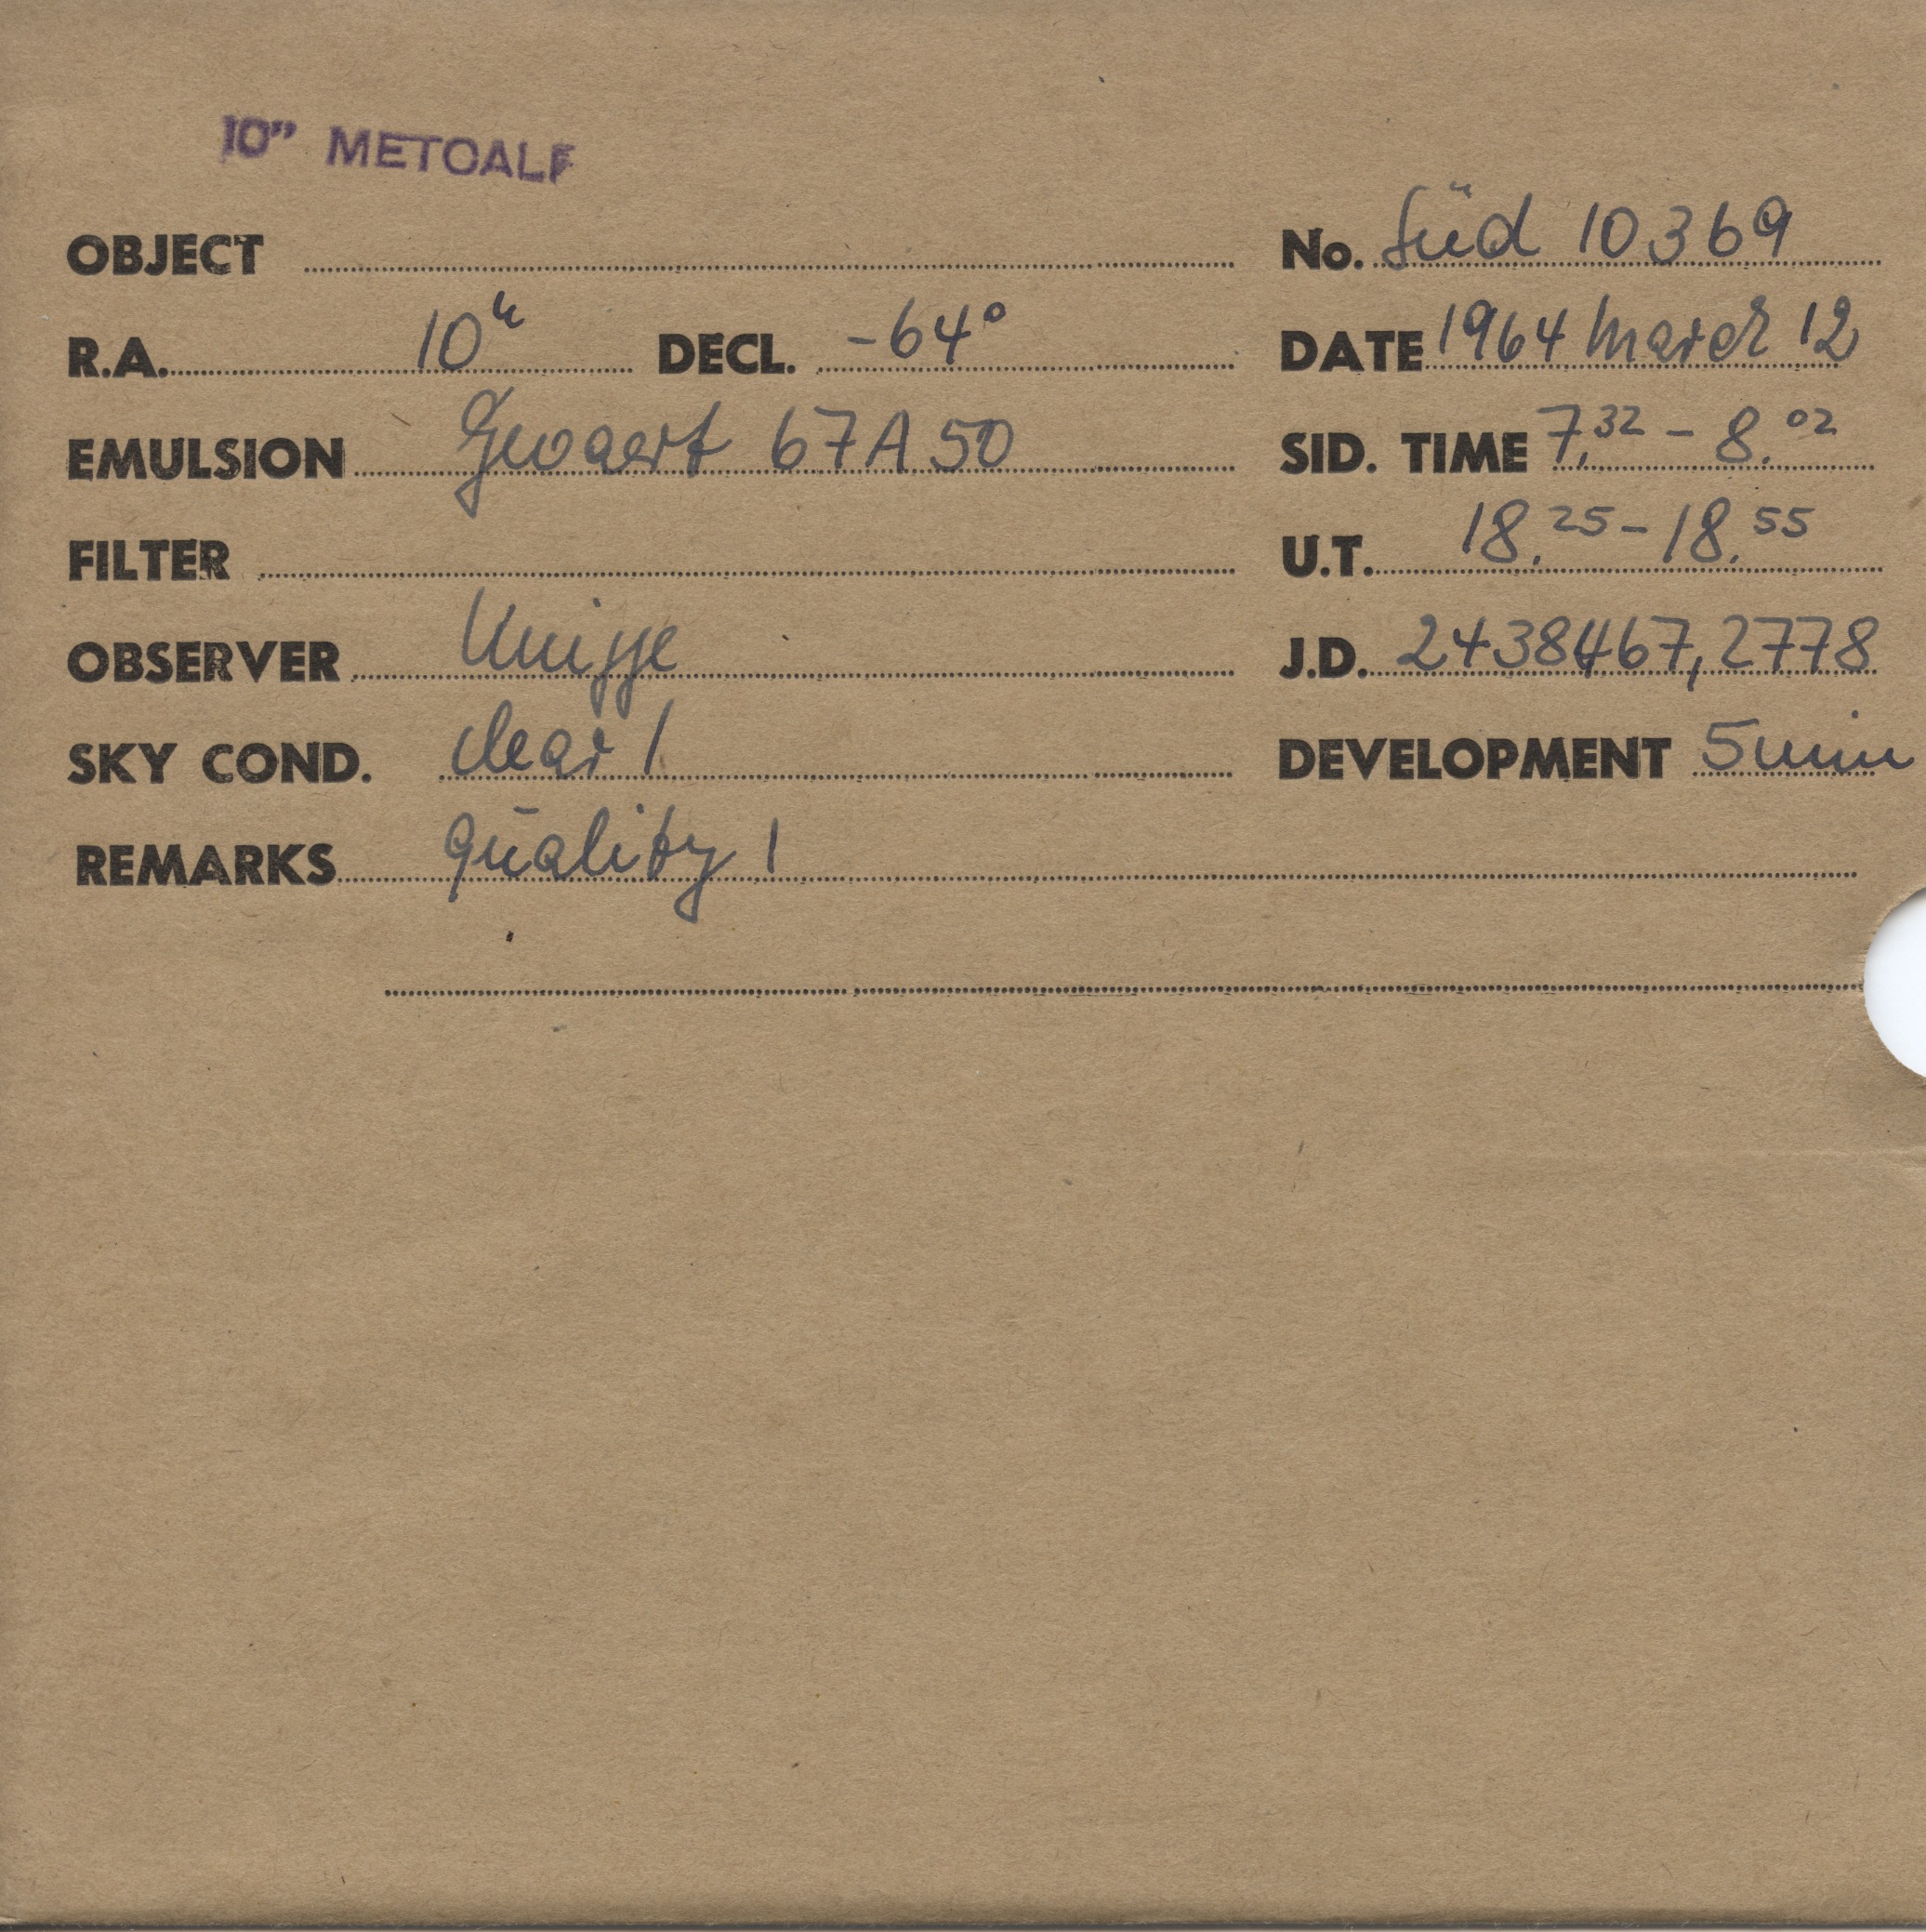 10" METCALF
OBJECT No. Süd 10369
R.A. 10h DECL. -64° DATE 1964 March 12
EMULSION Gevaert 67A50 SID. TIME 7.32 - 8.02
FILTER U.T. 18.25 - 18.55
OBSERVER J.D. 2438467,2778
SKY COND. clear 1 DEVELOPMENT 5 min
REMARKS quality 1